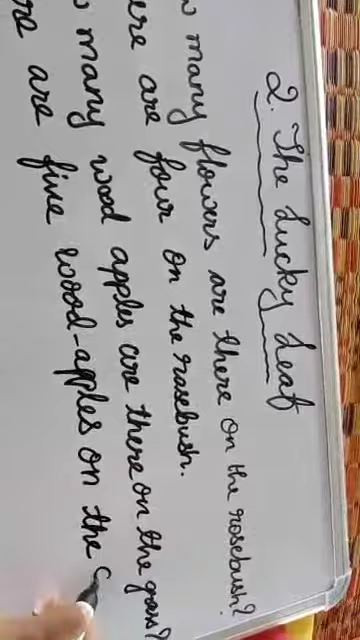 2. The Lucky Leaf
many flowers are there on the rosebush?
are four on the rosebush.
many wood apples are there on the grass?
are five wood-apples on the